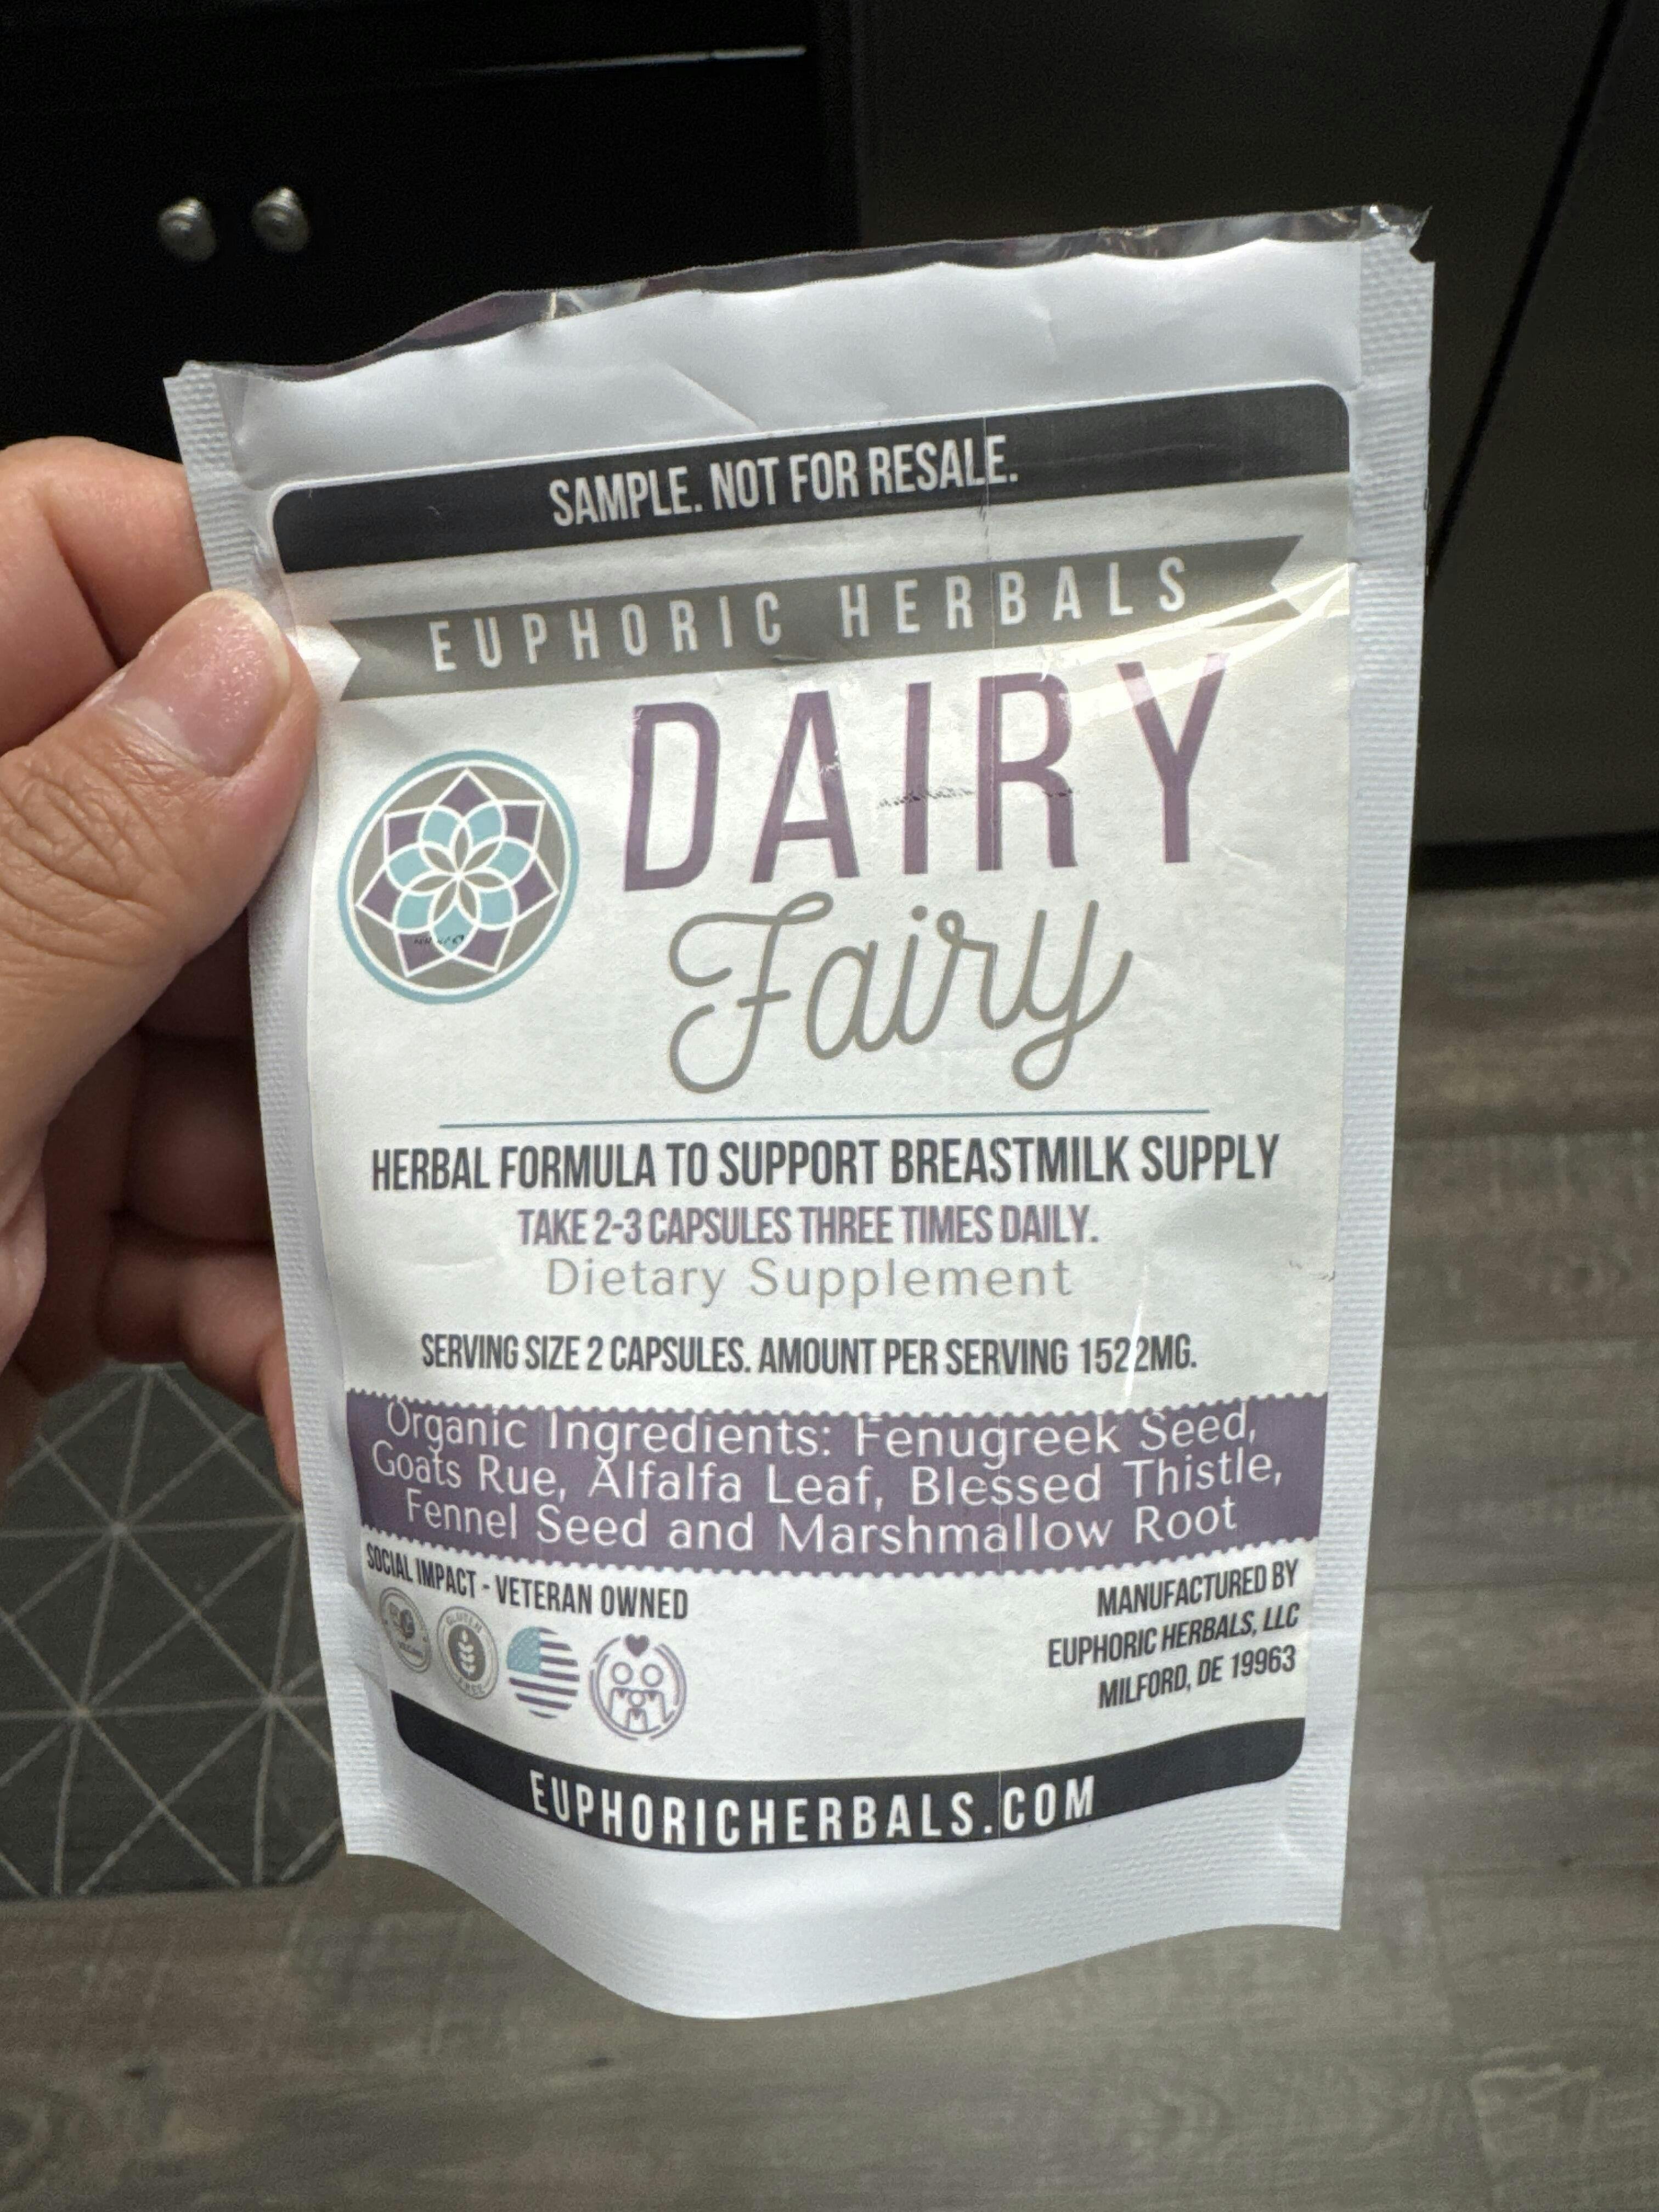 SAMPLE. NOT FOR RESALE.
EUPHORIC HERBALS
DAIRY
Fairy
HERBAL FORMULA TO SUPPORT BREASTMILK SUPPLY
TAKE 2-3 CAPSULES THREE TIMES DAILY.
Dietary Supplement
SERVING SIZE 2 CAPSULES. AMOUNT PER SERVING 1522MG.
Organic Ingredients: Fenugreek Seed,
Goats Rue, Alfalfa Leaf, Blessed Thistle,
Fennel Seed and Marshmallow Root
SOCIAL IMPACT - VETERAN OWNED
VEGAN
GLUTEN
FREE
MANUFACTURED BY
EUPHORIC HERBALS, LLC
MILFORD, DE 19963
EUPHORICHERBALS.COM